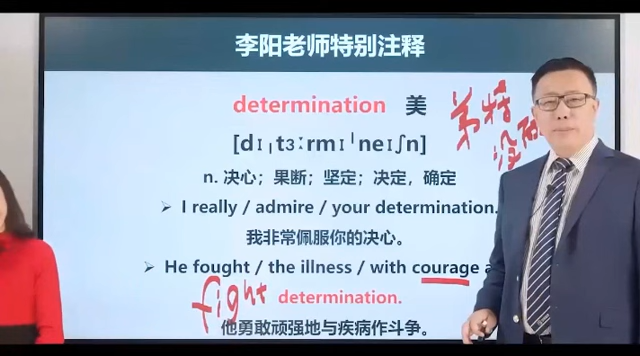 李阳老师特别注释
determination 美
[dɪˌtɜːrmɪˈneɪʃn]
n. 决心；果断；坚定；决定，确定
➤ I really / admire / your determination.
我非常佩服你的决心。
➤ He fought / the illness / with courage a
fight determination.
他勇敢顽强地与疾病作斗争。